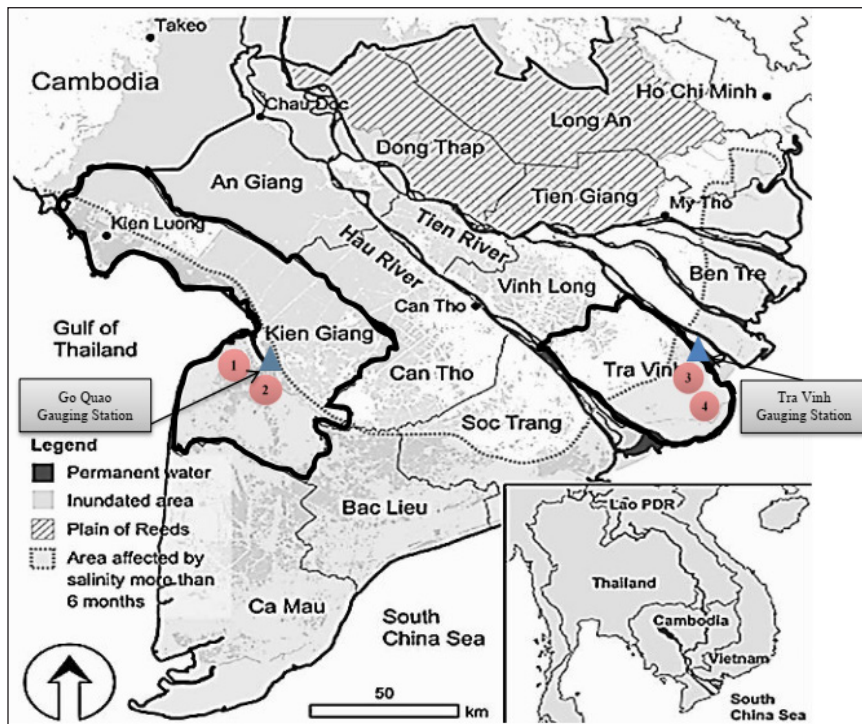 Takeo
Cambodia
Ho Chi Minh
Chau Doc
Long An
Dong Thap
An Giang
Tien Giang
My Tho
Kien Luong
Hau River
Tien River
Ben Tre
Vinh Long
Can Tho
Gulf of
Thailand
Kien Giang
1
2
Can Tho
Tra Vinh
3
4
Go Quao
Gauging Station
Tra Vinh
Gauging Station
Soc Trang
Legend
Permanent water
Inundated area
Plain of Reeds
Area affected by
salinity more than
6 months
Bac Lieu
Ca Mau
South
China Sea
50
km
Lao PDR
Thailand
Cambodia
Vietnam
South
China Sea